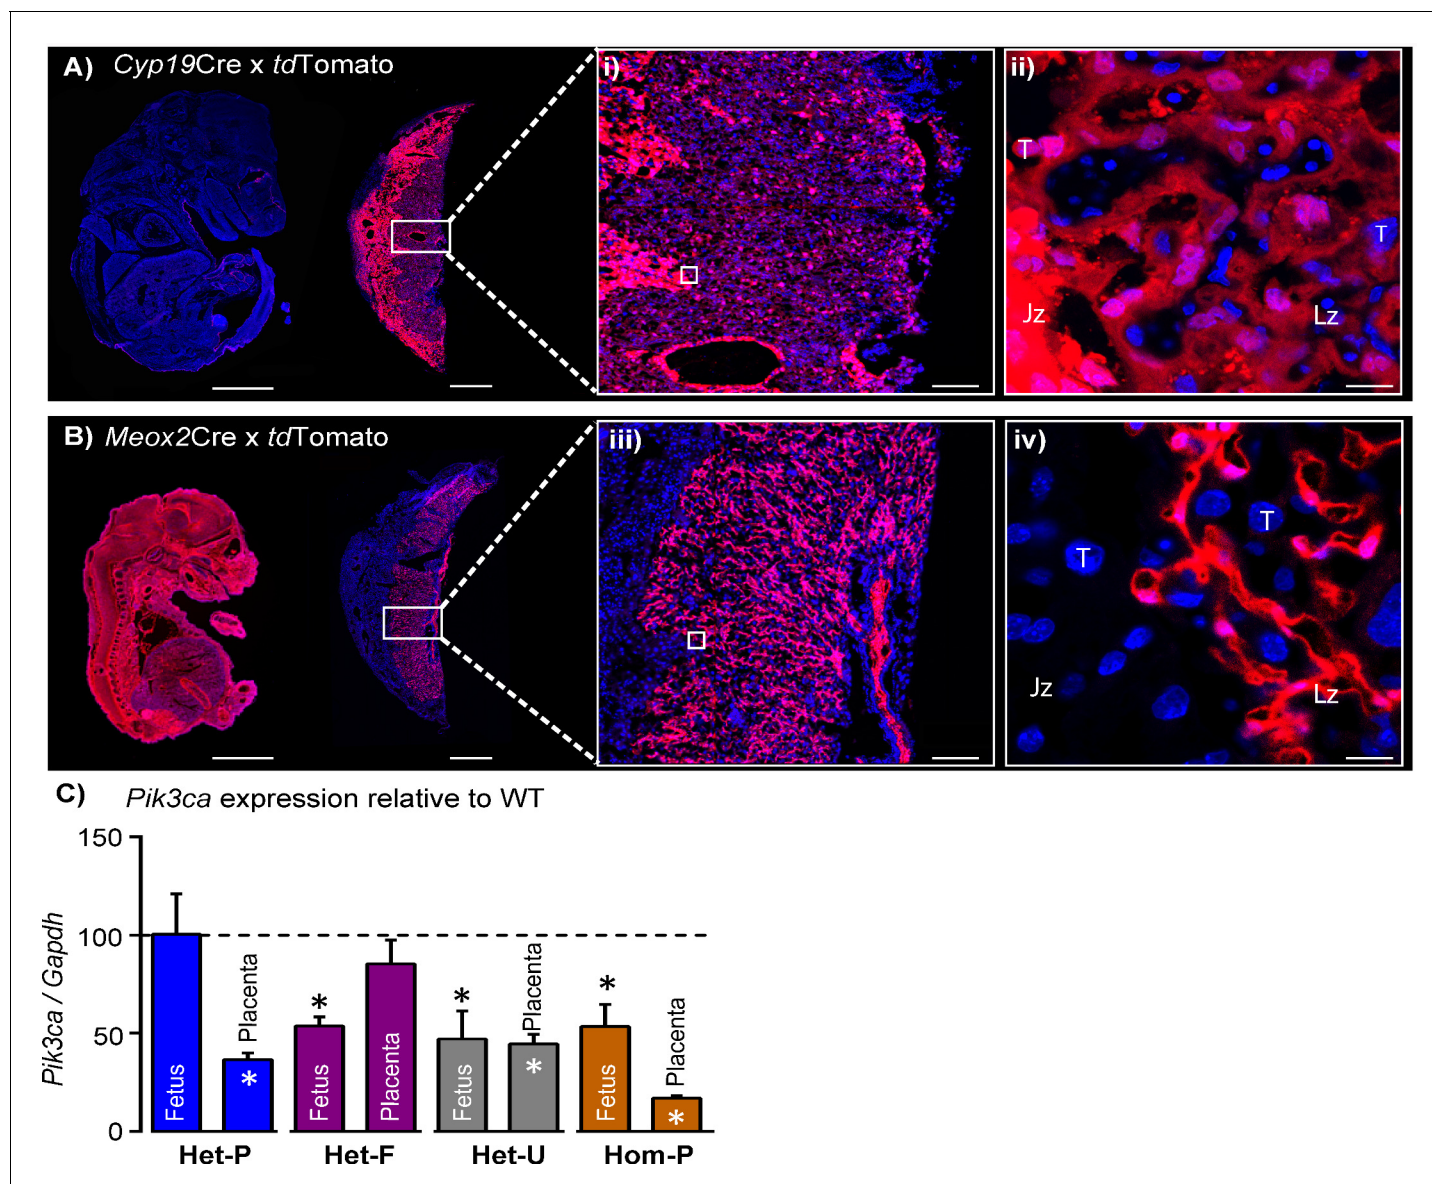 A) Cyp19Cre x tdTomato
i)
ii)
T
T
Jz
Lz
B) Meox2Cre x tdTomato
iii)
iv)
T
T
Jz
Lz
C) Pik3ca expression relative to WT
Pik3ca / Gapdh
150
100
50
0
Fetus
* Placenta
* Fetus
Placenta
* Fetus
* Placenta
* Fetus
* Placenta
Het-P Het-F Het-U Hom-P